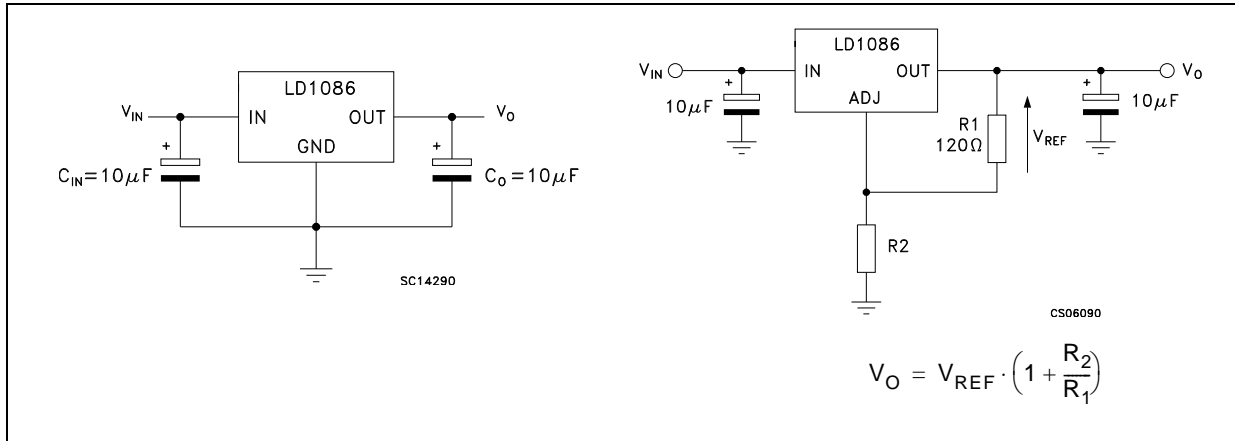 LD1086
V_IN
IN
OUT
V_O
GND
+
+
C_IN=10μF
C_O=10μF
SC14290
LD1086
V_IN
IN
OUT
V_O
ADJ
+
10μF
R1
120Ω
V_REF
+
10μF
R2
CS06090
V_O = V_REF · (1 + R_2/R_1)